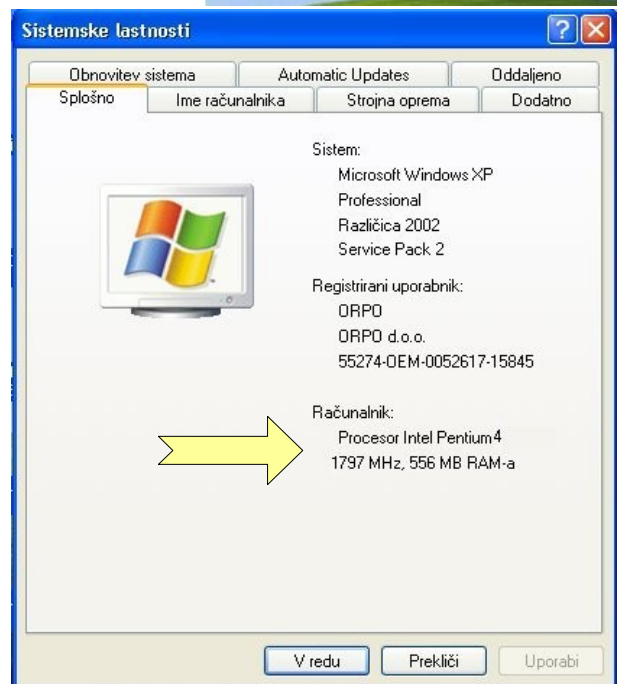 Sistemske lastnosti
Obnovitev sistema Automatic Updates Oddaljeno
Splošno Ime računalnika Strojna oprema Dodatno
Sistem:
Microsoft Windows XP
Professional
Različica 2002
Service Pack 2
Registrirani uporabnik:
ORPO
ORPO d.o.o.
55274-OEM-0052617-15845
Računalnik:
Procesor Intel Pentium4
1797 MHz, 556 MB RAM-a
V redu Prekliči Uporabi